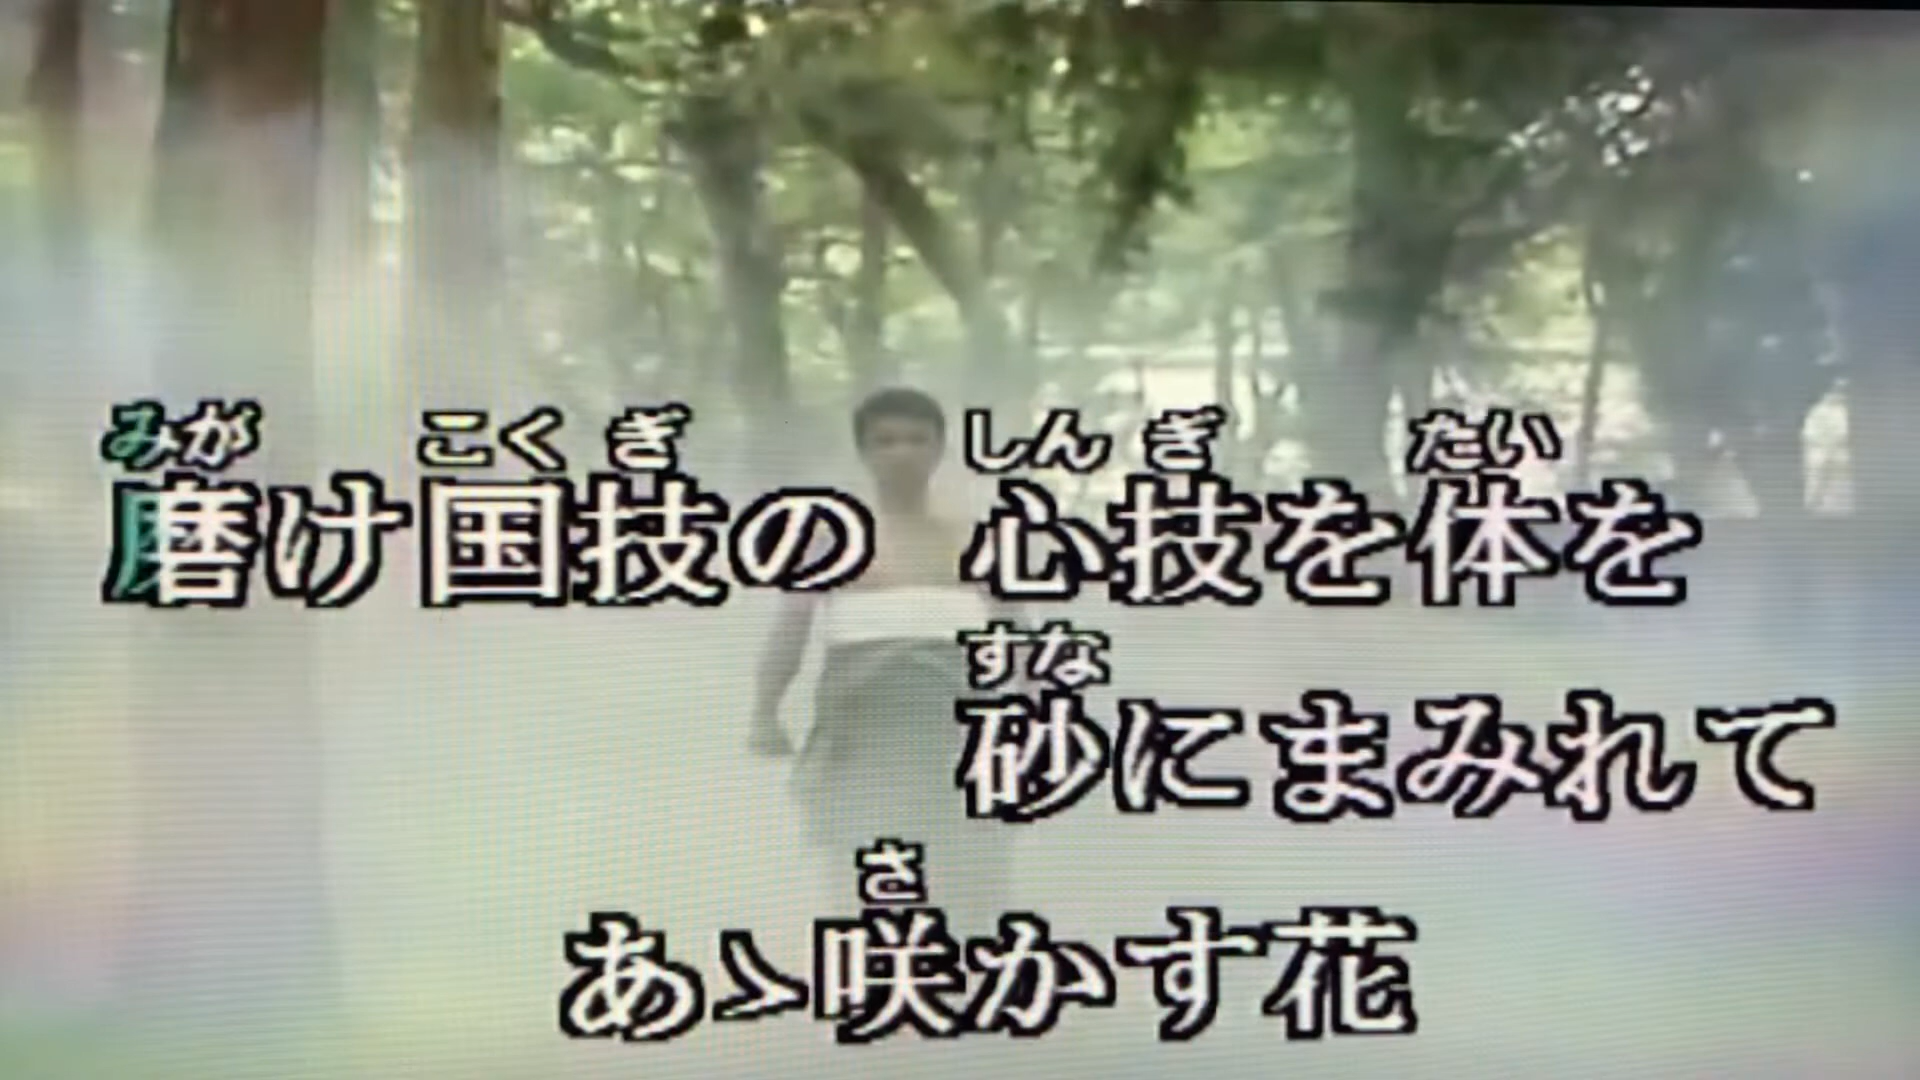 みが こくぎ しんぎ たい
磨け国技の 心技を体を
すな
砂にまみれて
さ
あゝ咲かす花